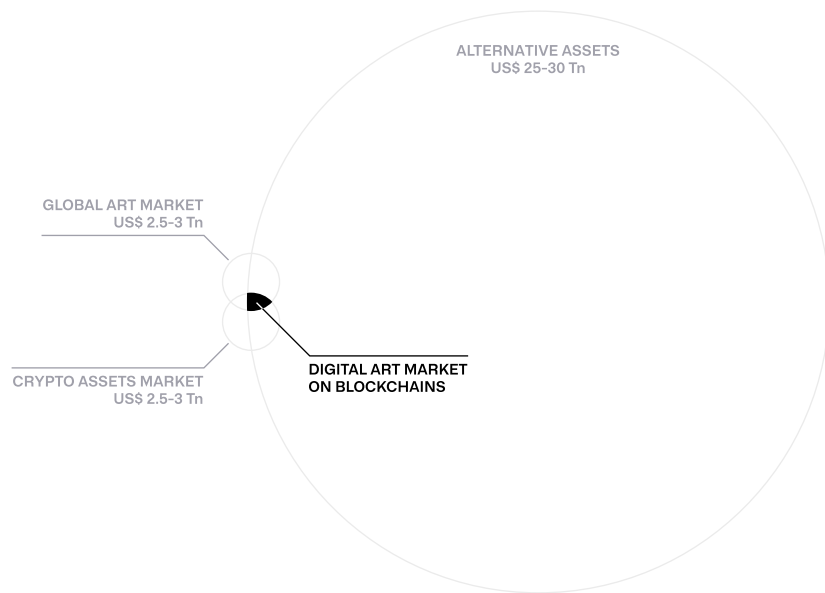 ALTERNATIVE ASSETS
US$ 25-30 Tn
GLOBAL ART MARKET
US$ 2.5-3 Tn
DIGITAL ART MARKET
ON BLOCKCHAINS
CRYPTO ASSETS MARKET
US$ 2.5-3 Tn